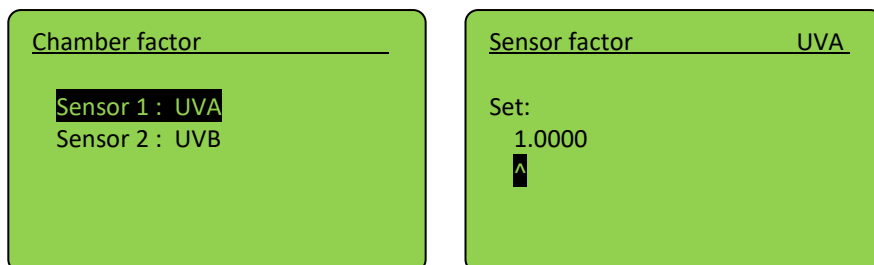 Chamber factor
Sensor 1 : UVA
Sensor 2 : UVB
Sensor factor UVA
Set:
1.0000
^